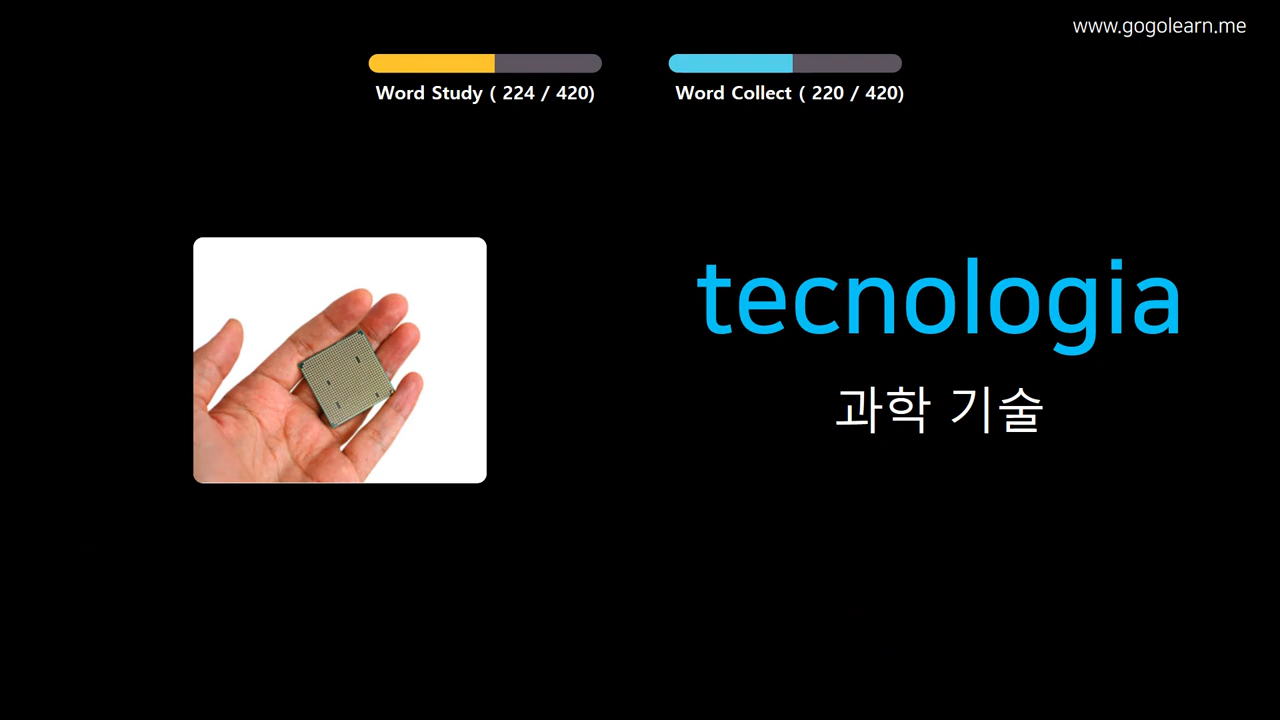 www.gogolearn.me
Word Study ( 224 / 420)
Word Collect ( 220 / 420)
tecnologia
과학 기술